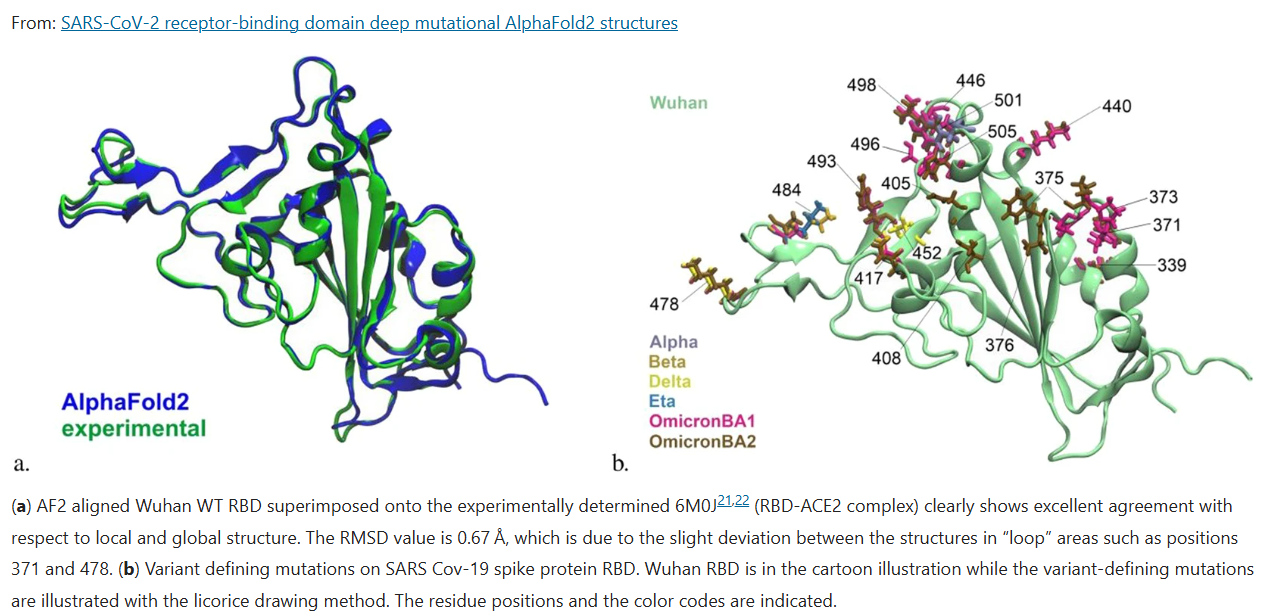 From: SARS-CoV-2 receptor-binding domain deep mutational AlphaFold2 structures
AlphaFold2
experimental
a.
Wuhan
498
446
501
440
505
496
493
405
375
484
373
371
452
339
417
478
376
408
Alpha
Beta
Delta
Eta
OmicronBA1
OmicronBA2
b.
(a) AF2 aligned Wuhan WT RBD superimposed onto the experimentally determined 6M0J21,22 (RBD-ACE2 complex) clearly shows excellent agreement with
respect to local and global structure. The RMSD value is 0.67 Å, which is due to the slight deviation between the structures in “loop” areas such as positions
371 and 478. (b) Variant defining mutations on SARS Cov-19 spike protein RBD. Wuhan RBD is in the cartoon illustration while the variant-defining mutations
are illustrated with the licorice drawing method. The residue positions and the color codes are indicated.